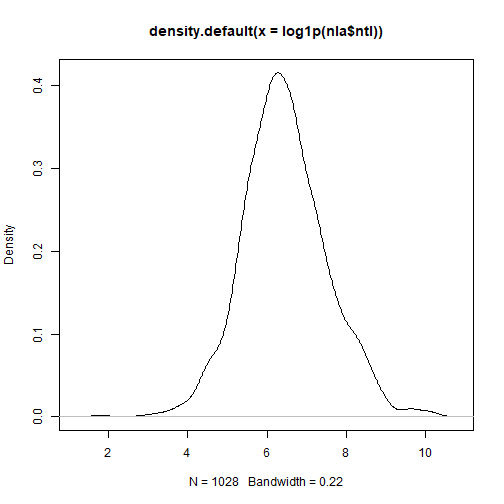 density.default(x = log1p(nla$ntl))
Density
0.4
0.3
0.2
0.1
0.0
2 4 6 8 10
N = 1028 Bandwidth = 0.22